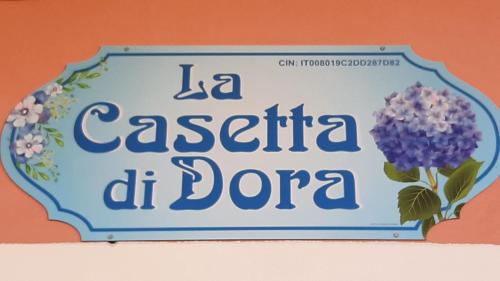 CIN: IT008019C2DD287D82
La
Casetta
di Dora